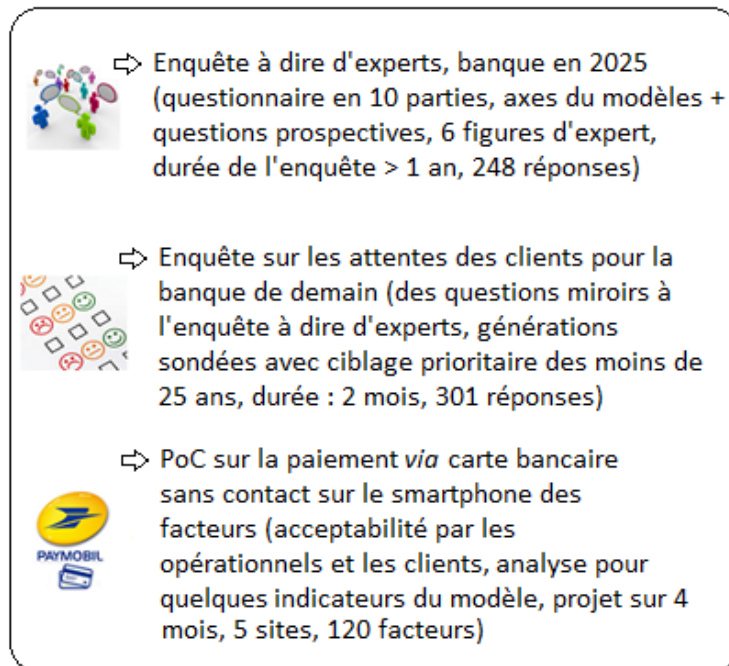 ⇨ Enquête à dire d'experts, banque en 2025
(questionnaire en 10 parties, axes du modèles +
questions prospectives, 6 figures d'expert,
durée de l'enquête > 1 an, 248 réponses)
⇨ Enquête sur les attentes des clients pour la
banque de demain (des questions miroirs à
l'enquête à dire d'experts, générations
sondées avec ciblage prioritaire des moins de
25 ans, durée : 2 mois, 301 réponses)
⇨ PoC sur la paiement via carte bancaire
sans contact sur le smartphone des
facteurs (acceptabilité par les
opérationnels et les clients, analyse pour
quelques indicateurs du modèle, projet sur 4
mois, 5 sites, 120 facteurs)
PAYMOBIL